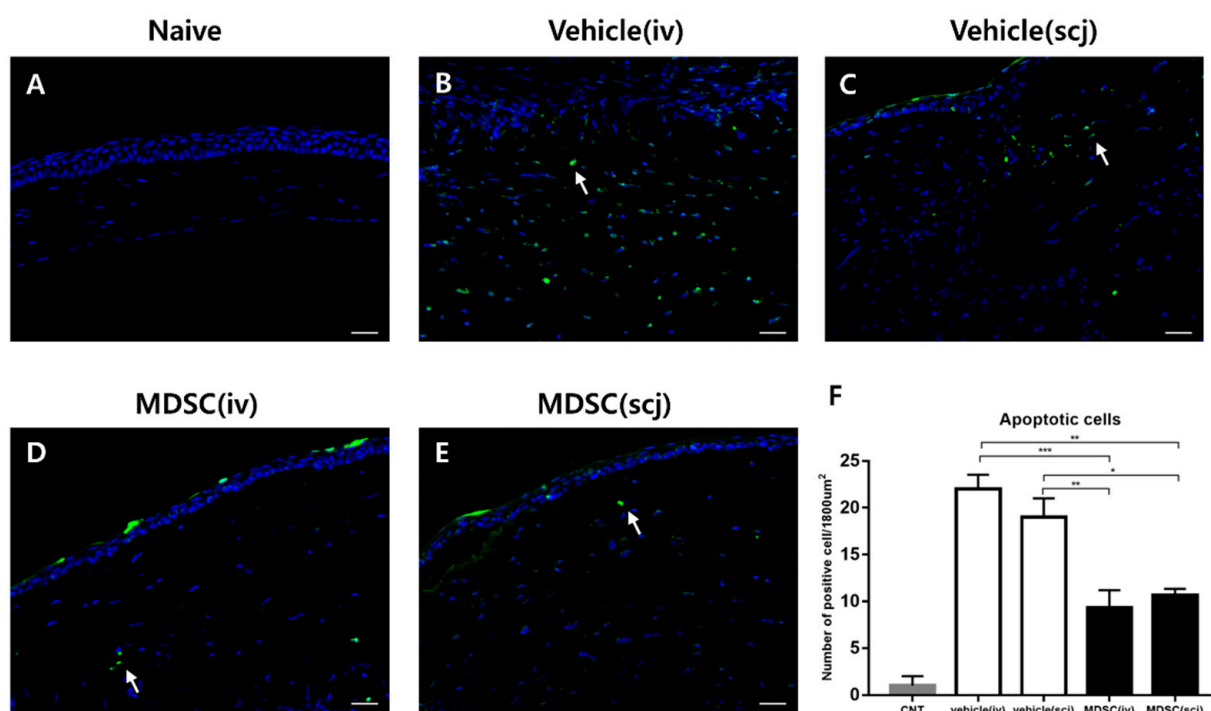 Naive
Vehicle(iv)
Vehicle(scj)
A
B
C
MDSC(iv)
MDSC(scj)
D
E
F
Apoptotic cells
**
***
*
**
Number of positive cell/1800um²
25
20
15
10
5
0
CNT vehicle(iv) vehicle(scj) MDSC(iv) MDSC(scj)